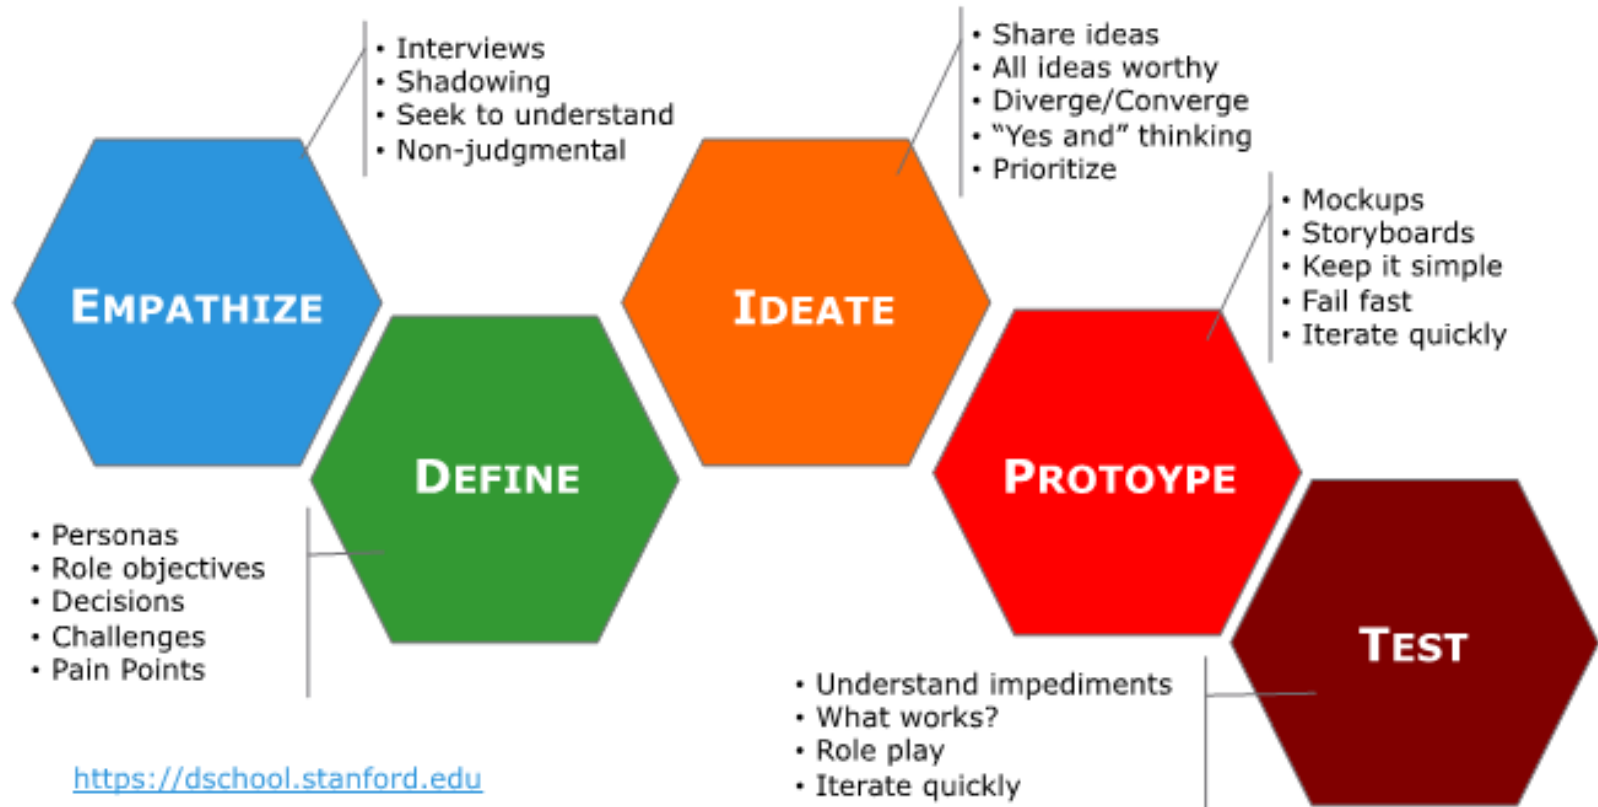 EMPATHIZE
• Interviews
• Shadowing
• Seek to understand
• Non-judgmental
DEFINE
• Personas
• Role objectives
• Decisions
• Challenges
• Pain Points
IDEATE
• Share ideas
• All ideas worthy
• Diverge/Converge
• “Yes and” thinking
• Prioritize
PROTOYPE
• Mockups
• Storyboards
• Keep it simple
• Fail fast
• Iterate quickly
TEST
• Understand impediments
• What works?
• Role play
• Iterate quickly
https://dschool.stanford.edu